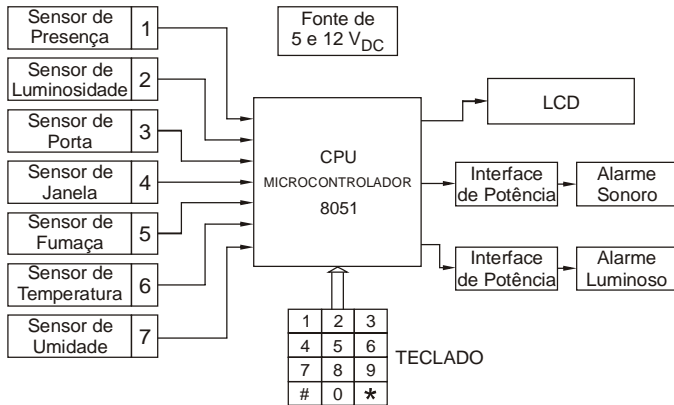 Sensor de
Presença
1
Fonte de
5 e 12 VDC
Sensor de
Luminosidade
2
Sensor de
Porta
3
Sensor de
Janela
4
Sensor de
Fumaça
5
Sensor de
Temperatura
6
Sensor de
Umidade
7
CPU
MICROCONTROLADOR
8051
LCD
Interface
de Potência
Alarme
Sonoro
Interface
de Potência
Alarme
Luminoso
1 2 3
4 5 6
7 8 9
# 0 *
TECLADO